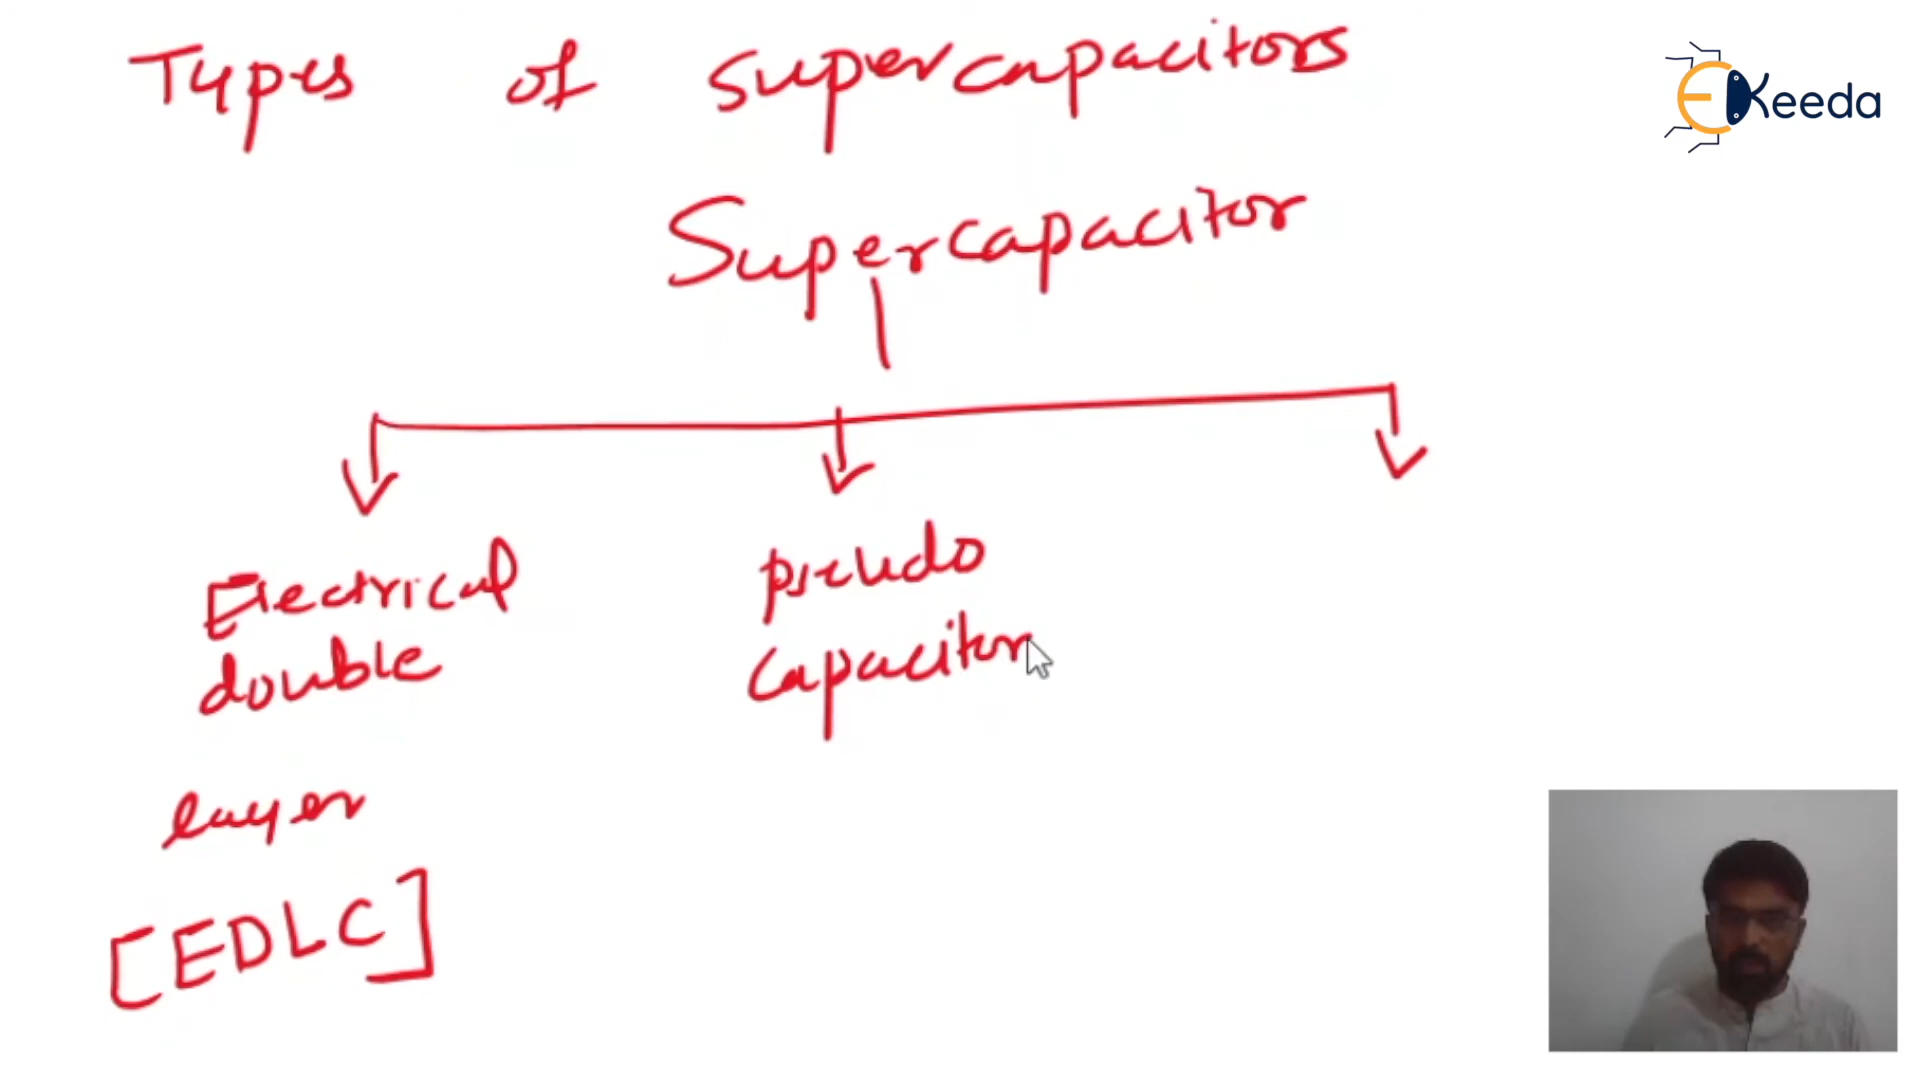 Types of supercapacitors
EKeeda
Supercapacitor
Electrical
double
layer
[EDLC]
pseudo
capacitor